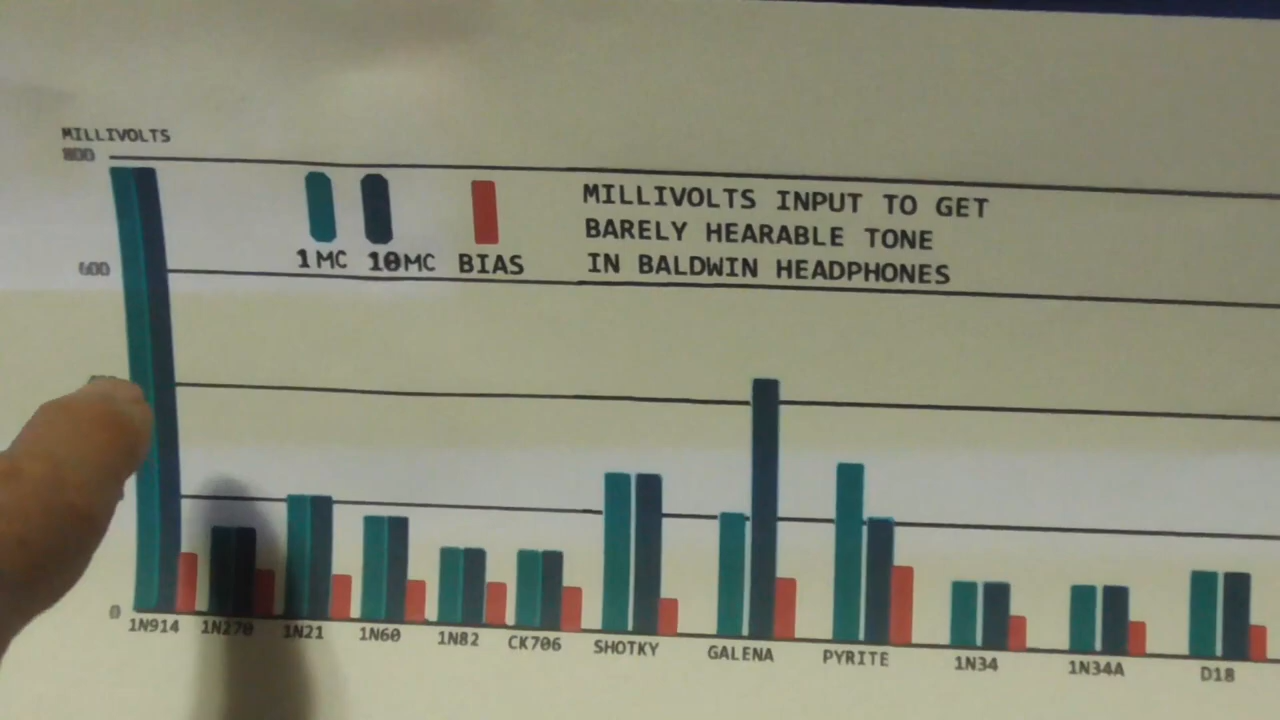 MILLIVOLTS
800
600
0
1MC 10MC BIAS
MILLIVOLTS INPUT TO GET
BARELY HEARABLE TONE
IN BALDWIN HEADPHONES
1N914 1N270 1N21 1N60 1N82 CK706 SHOTKY GALENA PYRITE 1N34 1N34A D18